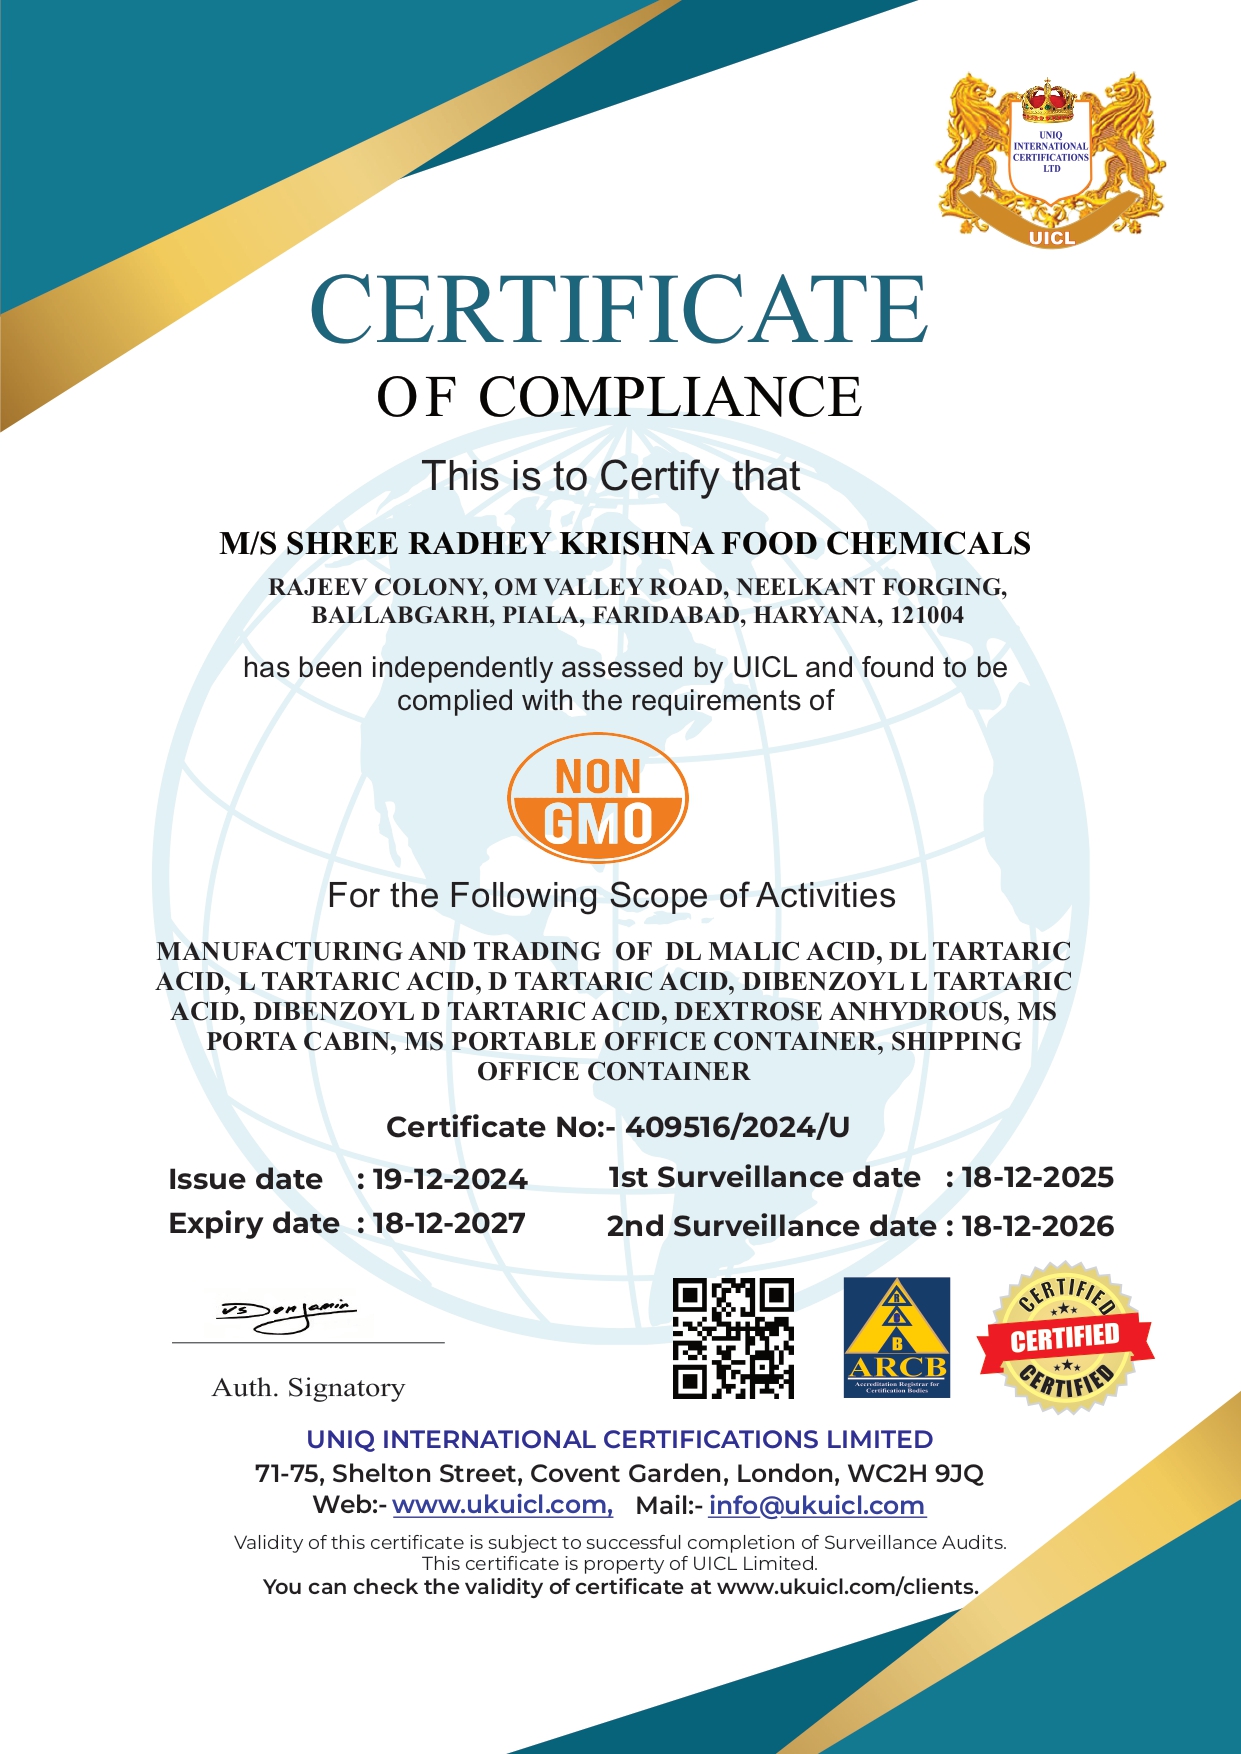 UNIQ
INTERNATIONAL
CERTIFICATIONS
LTD
UICL
CERTIFICATE
OF COMPLIANCE
This is to Certify that
M/S SHREE RADHEY KRISHNA FOOD CHEMICALS
RAJEEV COLONY, OM VALLEY ROAD, NEELKANT FORGING,
BALLABGARH, PIALA, FARIDABAD, HARYANA, 121004
has been independently assessed by UICL and found to be
complied with the requirements of
NON
GMO
For the Following Scope of Activities
MANUFACTURING AND TRADING OF DL MALIC ACID, DL TARTARIC
ACID, L TARTARIC ACID, D TARTARIC ACID, DIBENZOYL L TARTARIC
ACID, DIBENZOYL D TARTARIC ACID, DEXTROSE ANHYDROUS, MS
PORTA CABIN, MS PORTABLE OFFICE CONTAINER, SHIPPING
OFFICE CONTAINER
Certificate No:- 409516/2024/U
Issue date : 19-12-2024 1st Surveillance date : 18-12-2025
Expiry date : 18-12-2027 2nd Surveillance date : 18-12-2026
Auth. Signatory
B
ARCB
Accreditation Registrar for
Certification Bodies
CERTIFIED
CERTIFIED
CERTIFIED
UNIQ INTERNATIONAL CERTIFICATIONS LIMITED
71-75, Shelton Street, Covent Garden, London, WC2H 9JQ
Web:- www.ukuicl.com, Mail:- info@ukuicl.com
Validity of this certificate is subject to successful completion of Surveillance Audits.
This certificate is property of UICL Limited.
You can check the validity of certificate at www.ukuicl.com/clients.